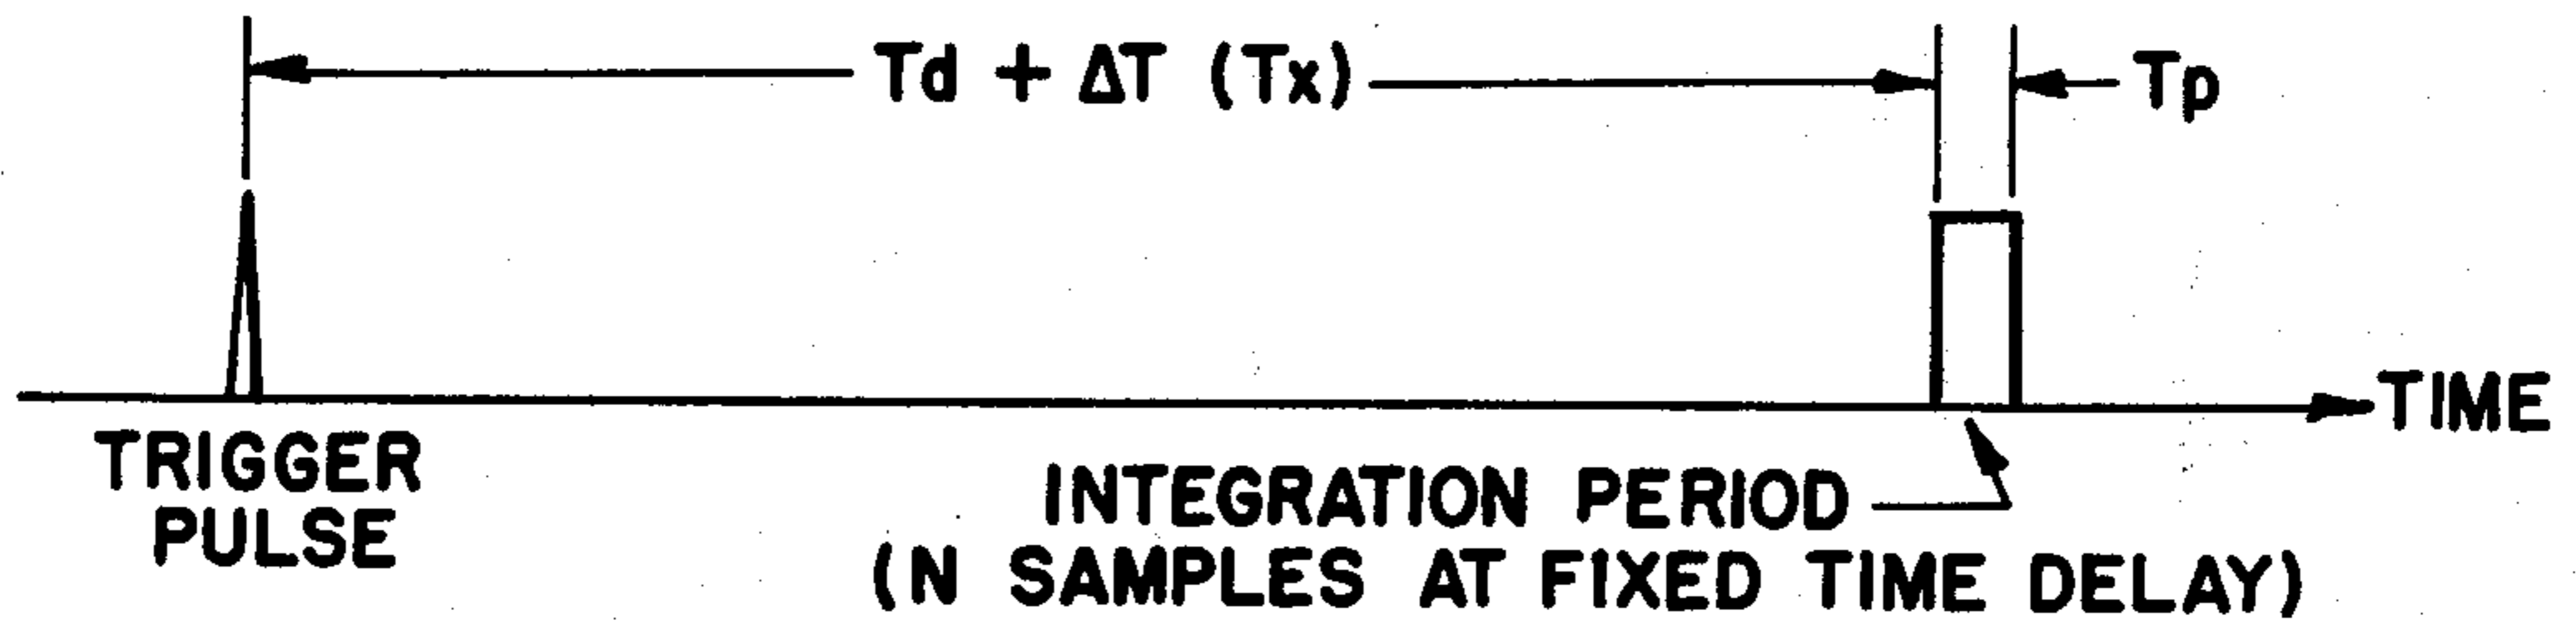 Td + ΔT (Tx)
Tp
TIME
TRIGGER
PULSE
INTEGRATION PERIOD
(N SAMPLES AT FIXED TIME DELAY)